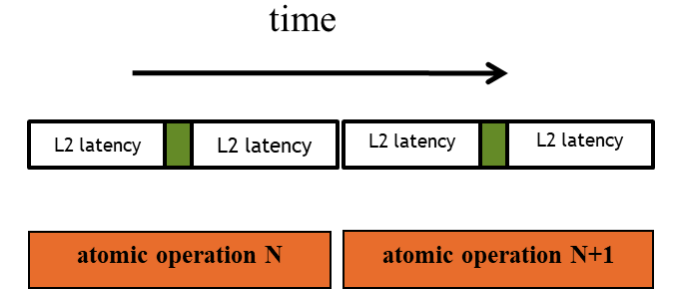 time
L2 latency
L2 latency
L2 latency
L2 latency
atomic operation N
atomic operation N+1